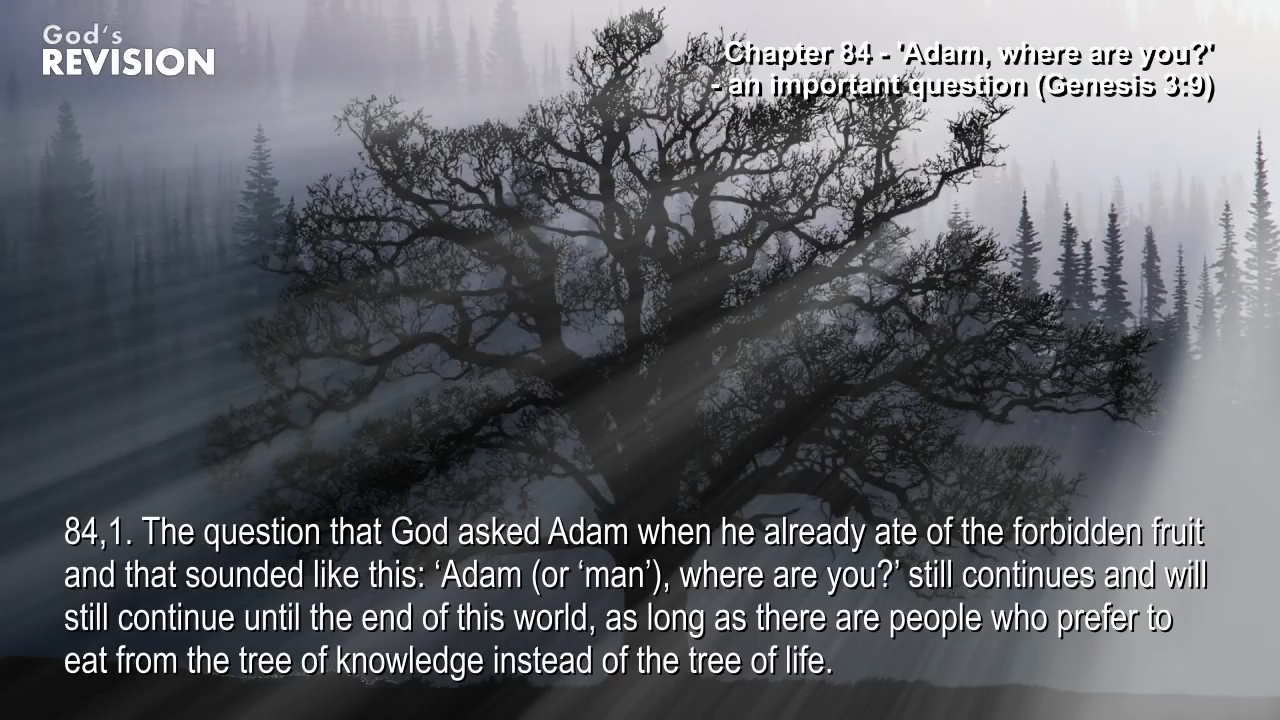 God‘s
REVISION
Chapter 84 - 'Adam, where are you?'
- an important question (Genesis 3:9)
84,1. The question that God asked Adam when he already ate of the forbidden fruit
and that sounded like this: ‘Adam (or ‘man’), where are you?’ still continues and will
still continue until the end of this world, as long as there are people who prefer to
eat from the tree of knowledge instead of the tree of life.